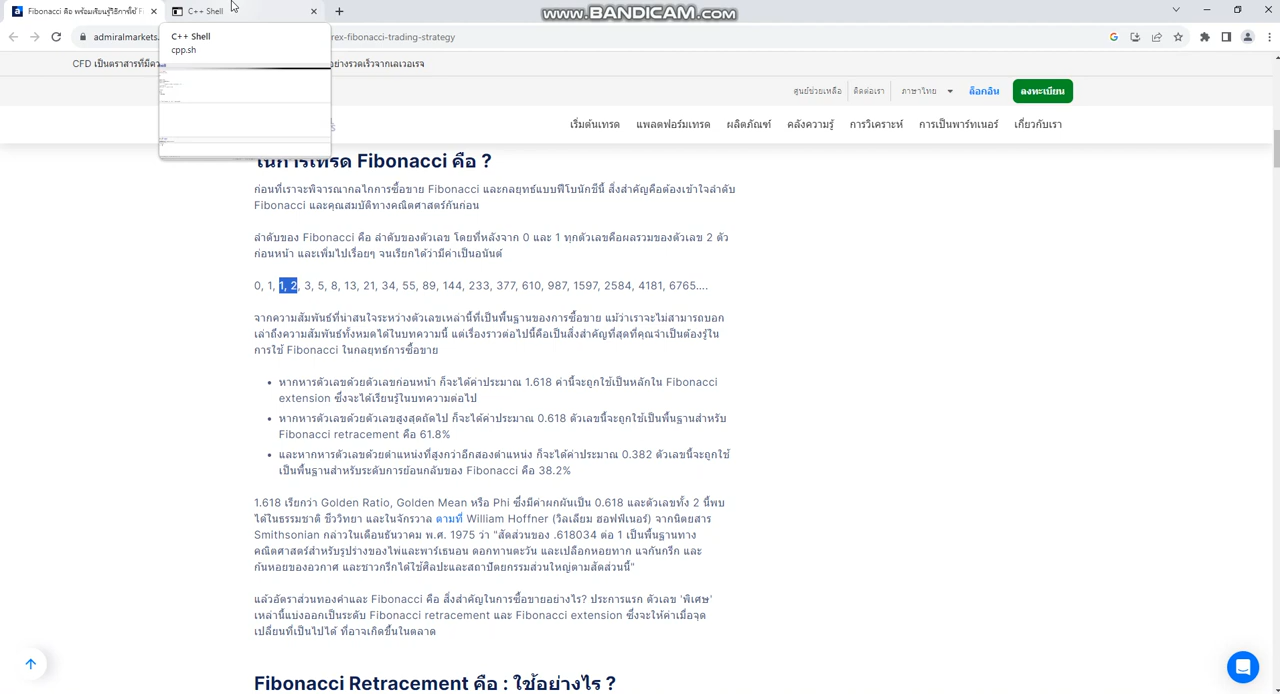 Fibonacci คือ พร้อมเรียนรู้วิธีการใช้ F
C++ Shell
www.BANDICAM.com
admiralmarkets.
rex-fibonacci-trading-strategy
C++ Shell
cpp.sh
CFD เป็นตราสารที่มีคว
อย่างรวดเร็วจากเลเวอเรจ
ศูนย์ช่วยเหลือ
ติดต่อเรา
ภาษาไทย
ล็อกอิน
ลงทะเบียน
เริ่มต้นเทรด
แพลตฟอร์มเทรด
ผลิตภัณฑ์
คลังความรู้
การวิเคราะห์
การเป็นพาร์ทเนอร์
เกี่ยวกับเรา
ในการเทรด Fibonacci คือ ?
ก่อนที่เราจะพิจารณากลไกการซื้อขาย Fibonacci และกลยุทธ์แบบฟีโบนักชีนี้ สิ่งสำคัญคือต้องเข้าใจลำดับ
Fibonacci และคุณสมบัติทางคณิตศาสตร์กันก่อน
ลำดับของ Fibonacci คือ ลำดับของตัวเลข โดยที่หลังจาก 0 และ 1 ทุกตัวเลขคือผลรวมของตัวเลข 2 ตัว
ก่อนหน้า และเพิ่มไปเรื่อยๆ จนเรียกได้ว่ามีค่าเป็นอนันต์
0, 1, 1, 2, 3, 5, 8, 13, 21, 34, 55, 89, 144, 233, 377, 610, 987, 1597, 2584, 4181, 6765....
จากความสัมพันธ์ที่น่าสนใจระหว่างตัวเลขเหล่านี้ที่เป็นพื้นฐานของการซื้อขาย แม้ว่าเราจะไม่สามารถบอก
เล่าถึงความสัมพันธ์ทั้งหมดได้ในบทความนี้ แต่เรื่องราวต่อไปนี้คือเป็นสิ่งสำคัญที่สุดที่คุณจำเป็นต้องรู้ใน
การใช้ Fibonacci ในกลยุทธ์การซื้อขาย
• หากหารตัวเลขด้วยตัวเลขก่อนหน้า ก็จะได้ค่าประมาณ 1.618 ค่านี้จะถูกใช้เป็นหลักใน Fibonacci
extension ซึ่งจะได้เรียนรู้ในบทความต่อไป
• หากหารตัวเลขด้วยตัวเลขสูงสุดถัดไป ก็จะได้ค่าประมาณ 0.618 ตัวเลขนี้จะถูกใช้เป็นพื้นฐานสำหรับ
Fibonacci retracement คือ 61.8%
• และหากหารตัวเลขด้วยตำแหน่งที่สูงกว่าอีกสองตำแหน่ง ก็จะได้ค่าประมาณ 0.382 ตัวเลขนี้จะถูกใช้
เป็นพื้นฐานสำหรับระดับการย้อนกลับของ Fibonacci คือ 38.2%
1.618 เรียกว่า Golden Ratio, Golden Mean หรือ Phi ซึ่งมีค่าผกผันเป็น 0.618 และตัวเลขทั้ง 2 นี้พบ
ได้ในธรรมชาติ ชีววิทยา และในจักรวาล ตามที่ William Hoffner (วิลเลียม ฮอฟฟ์เนอร์) จากนิตยสาร
Smithsonian กล่าวในเดือนธันวาคม พ.ศ. 1975 ว่า "สัดส่วนของ .618034 ต่อ 1 เป็นพื้นฐานทาง
คณิตศาสตร์สำหรับรูปร่างของไพ่และพาร์เธนอน ดอกทานตะวัน และเปลือกหอยทาก แจกันกรีก และ
กันหอยของอวกาศ และชาวกรีกได้ใช้ศิลปะและสถาปัตยกรรมส่วนใหญ่ตามสัดส่วนนี้"
แล้วอัตราส่วนทองคำและ Fibonacci คือ สิ่งสำคัญในการซื้อขายอย่างไร? ประการแรก ตัวเลข 'พิเศษ'
เหล่านี้แบ่งออกเป็นระดับ Fibonacci retracement และ Fibonacci extension ซึ่งจะให้ค่าเมื่อจุด
เปลี่ยนที่เป็นไปได้ ที่อาจเกิดขึ้นในตลาด
Fibonacci Retracement คือ : ใช้อย่างไร ?